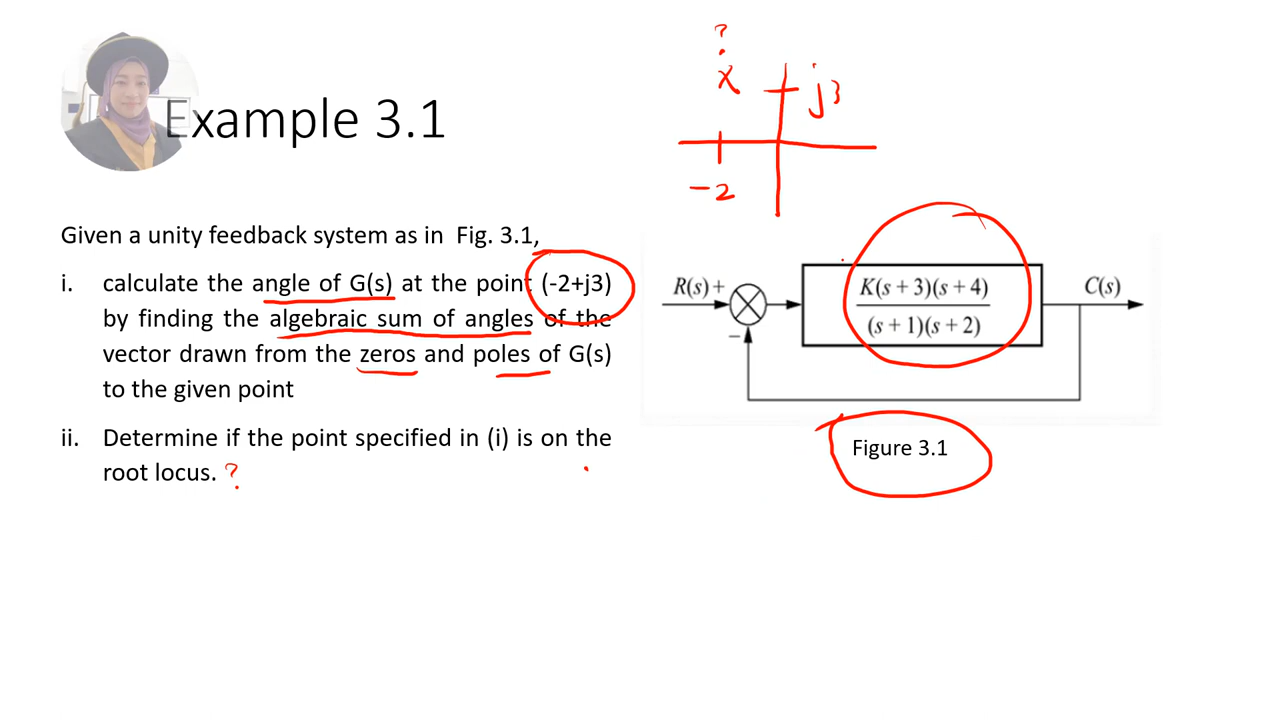 Example 3.1
Given a unity feedback system as in Fig. 3.1,
i. calculate the angle of G(s) at the point (-2+j3)
by finding the algebraic sum of angles of the
vector drawn from the zeros and poles of G(s)
to the given point
ii. Determine if the point specified in (i) is on the
root locus. ?
?
x
j3
-2
R(s) +
−
K(s + 3)(s + 4)
(s + 1)(s + 2)
C(s)
Figure 3.1